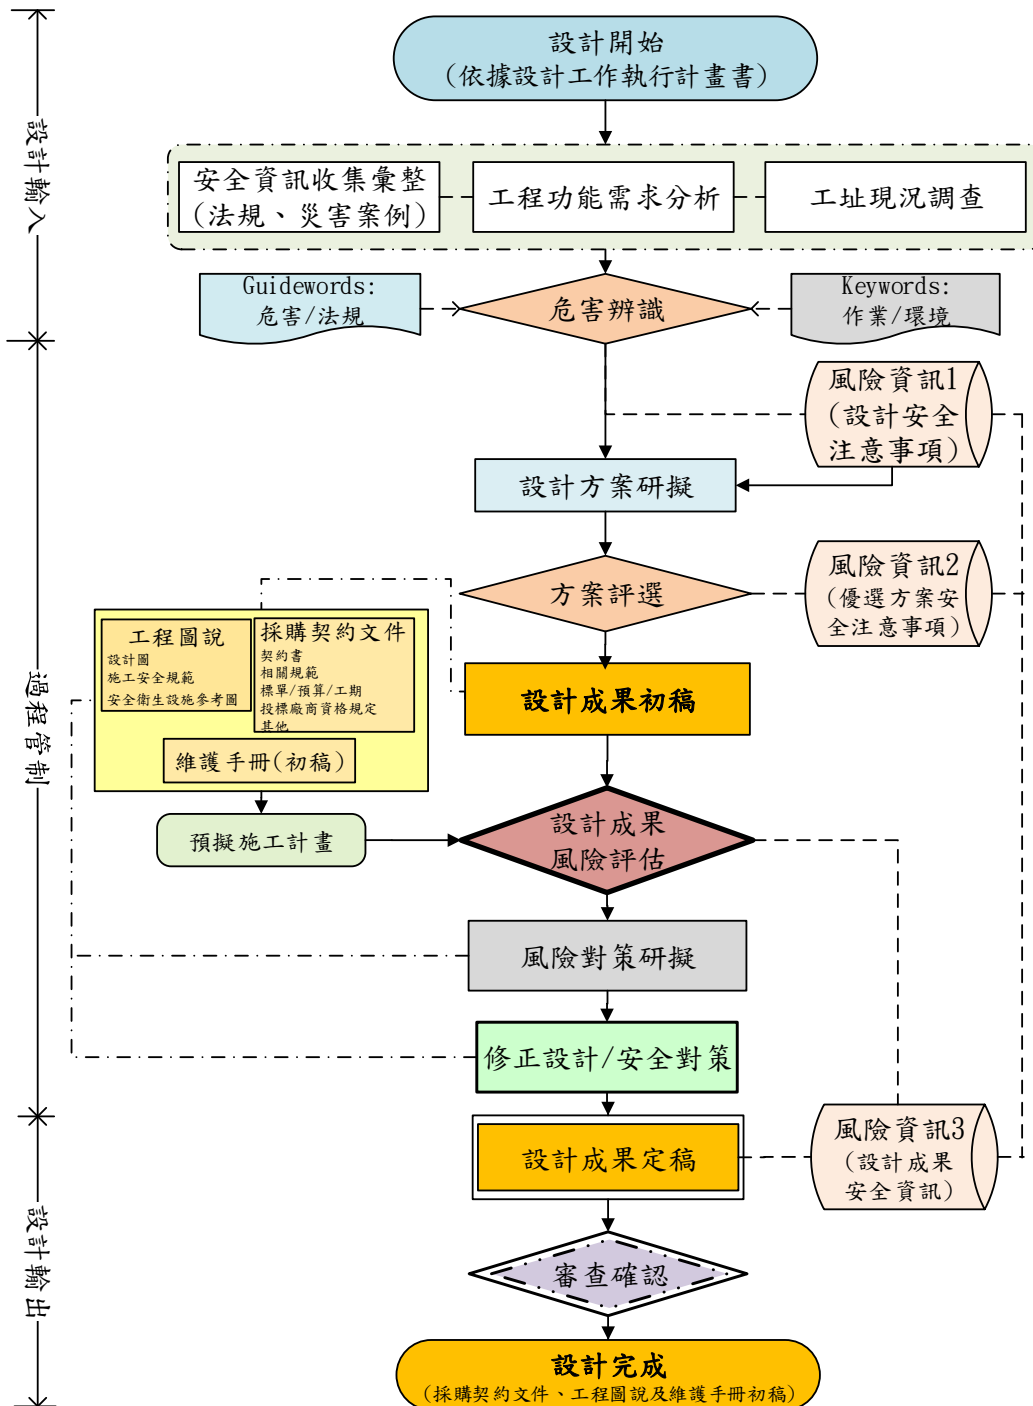 設計開始
(依據設計工作執行計畫書)
設計輸入
安全資訊收集彙整
(法規、災害案例)
工程功能需求分析
工址現況調查
Guidewords:
危害/法規
危害辨識
Keywords:
作業/環境
過程管制
風險資訊1
(設計安全
注意事項)
設計方案研擬
方案評選
風險資訊2
(優選方案安
全注意事項)
工程圖說
設計圖
施工安全規範
安全衛生設施參考圖
採購契約文件
契約書
相關規範
標單/預算/工期
投標廠商資格規定
其他
維護手冊(初稿)
設計成果初稿
預擬施工計畫
設計成果
風險評估
風險對策研擬
修正設計/安全對策
設計輸出
設計成果定稿
風險資訊3
(設計成果
安全資訊)
審查確認
設計完成
(採購契約文件、工程圖說及維護手冊初稿)